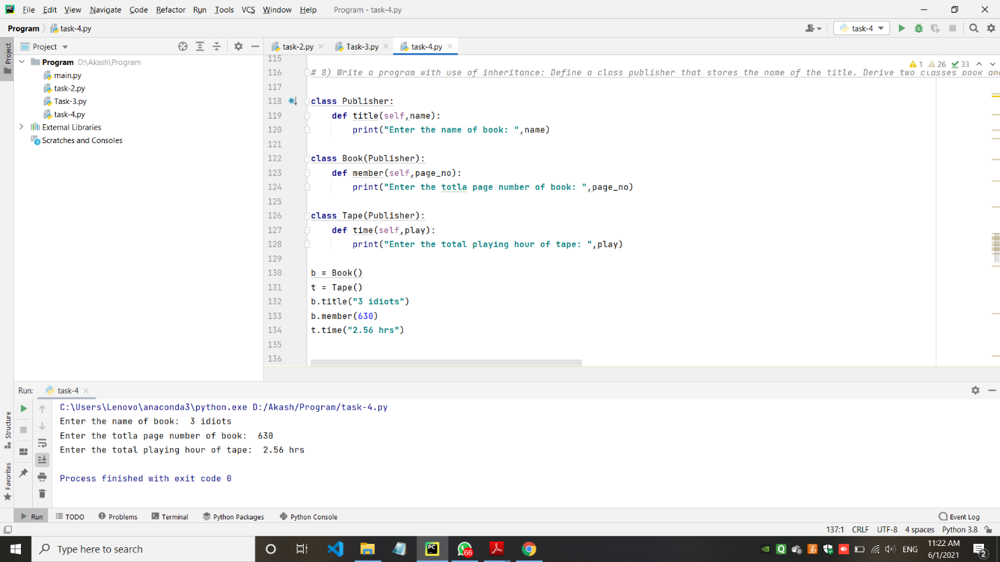 File Edit View Navigate Code Refactor Run Tools VCS Window Help Program - task-4.py
Program task-4.py task-4
Project task-2.py Task-3.py task-4.py
Project
Program D:\Akash\Program
main.py
task-2.py
Task-3.py
task-4.py
External Libraries
Scratches and Consoles
1 26 33
115
116 # 8) Write a program with use of inheritance: Define a class publisher that stores the name of the title. Derive two classes book and
117
118 class Publisher:
119 def title(self,name):
120 print("Enter the name of book: ",name)
121
122 class Book(Publisher):
123 def member(self,page_no):
124 print("Enter the totla page number of book: ",page_no)
125
126 class Tape(Publisher):
127 def time(self,play):
128 print("Enter the total playing hour of tape: ",play)
129
130 b = Book()
131 t = Tape()
132 b.title("3 idiots")
133 b.member(630)
134 t.time("2.56 hrs")
135
136
Run: task-4
C:\Users\Lenovo\anaconda3\python.exe D:/Akash/Program/task-4.py
Enter the name of book:  3 idiots
Enter the totla page number of book:  630
Enter the total playing hour of tape:  2.56 hrs
Process finished with exit code 0
Structure
Favorites
Run TODO Problems Terminal Python Packages Python Console Event Log
137:1 CRLF UTF-8 4 spaces Python 3.8
Type here to search
PC
66
ENG
11:22 AM
6/1/2021
2